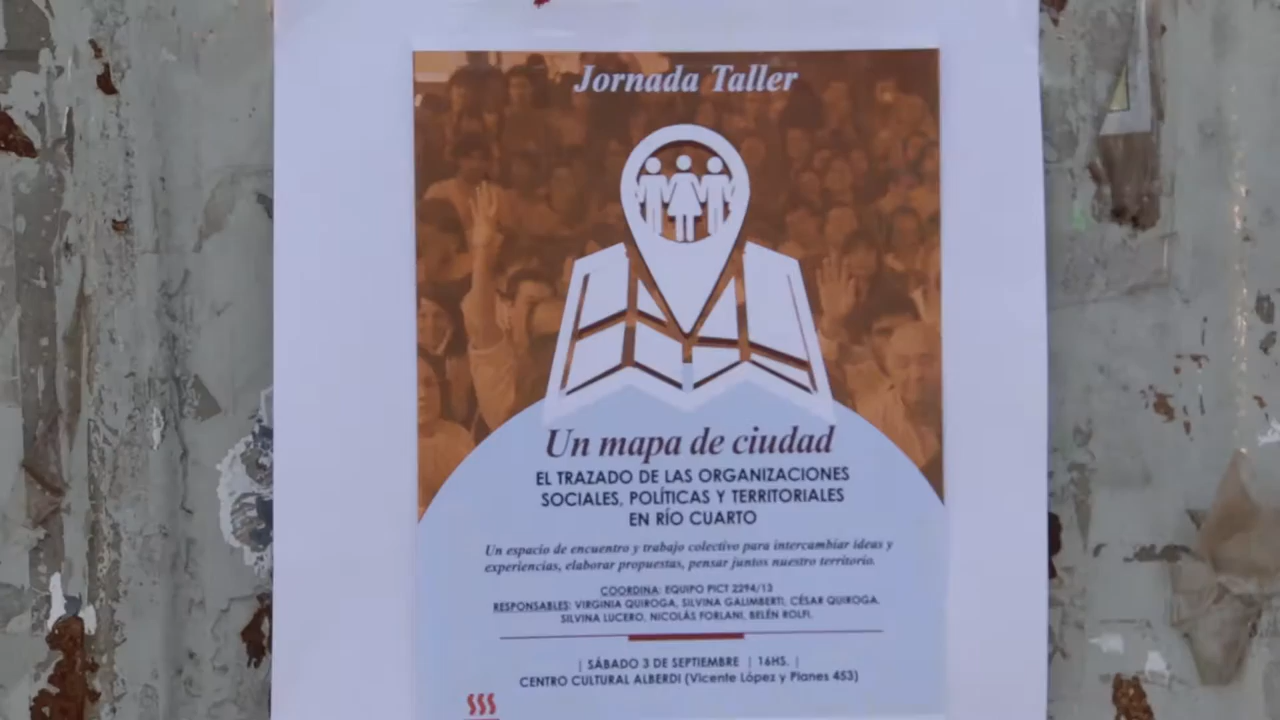 Jornada Taller
Un mapa de ciudad
EL TRAZADO DE LAS ORGANIZACIONES
SOCIALES, POLÍTICAS Y TERRITORIALES
EN RÍO CUARTO
Un espacio de encuentro y trabajo colectivo para intercambiar ideas y
experiencias, elaborar propuestas, pensar juntos nuestro territorio.
COORDINA: EQUIPO PICT 2294/13
RESPONSABLES: VIRGINIA QUIROGA, SILVINA GALIMBERTI, CÉSAR QUIROGA,
SILVINA LUCERO, NICOLÁS FORLANI, BELÉN ROLFI.
| SÁBADO 3 DE SEPTIEMBRE | 16HS. |
CENTRO CULTURAL ALBERDI (Vicente López y Planes 453)